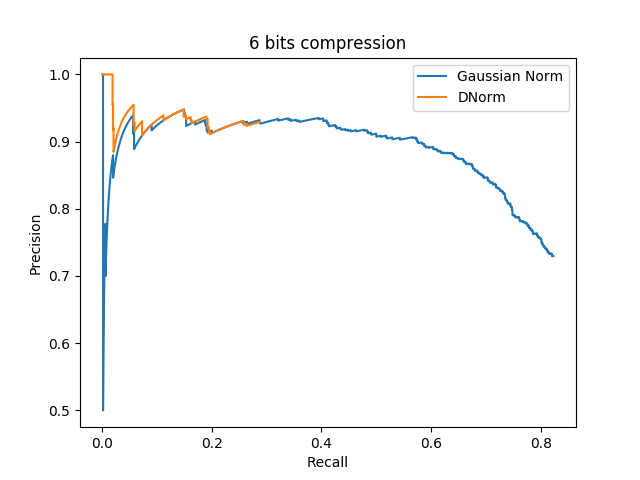 6 bits compression
Gaussian Norm
DNorm
1.0
0.9
0.8
0.7
0.6
0.5
Precision
0.0 0.2 0.4 0.6 0.8
Recall